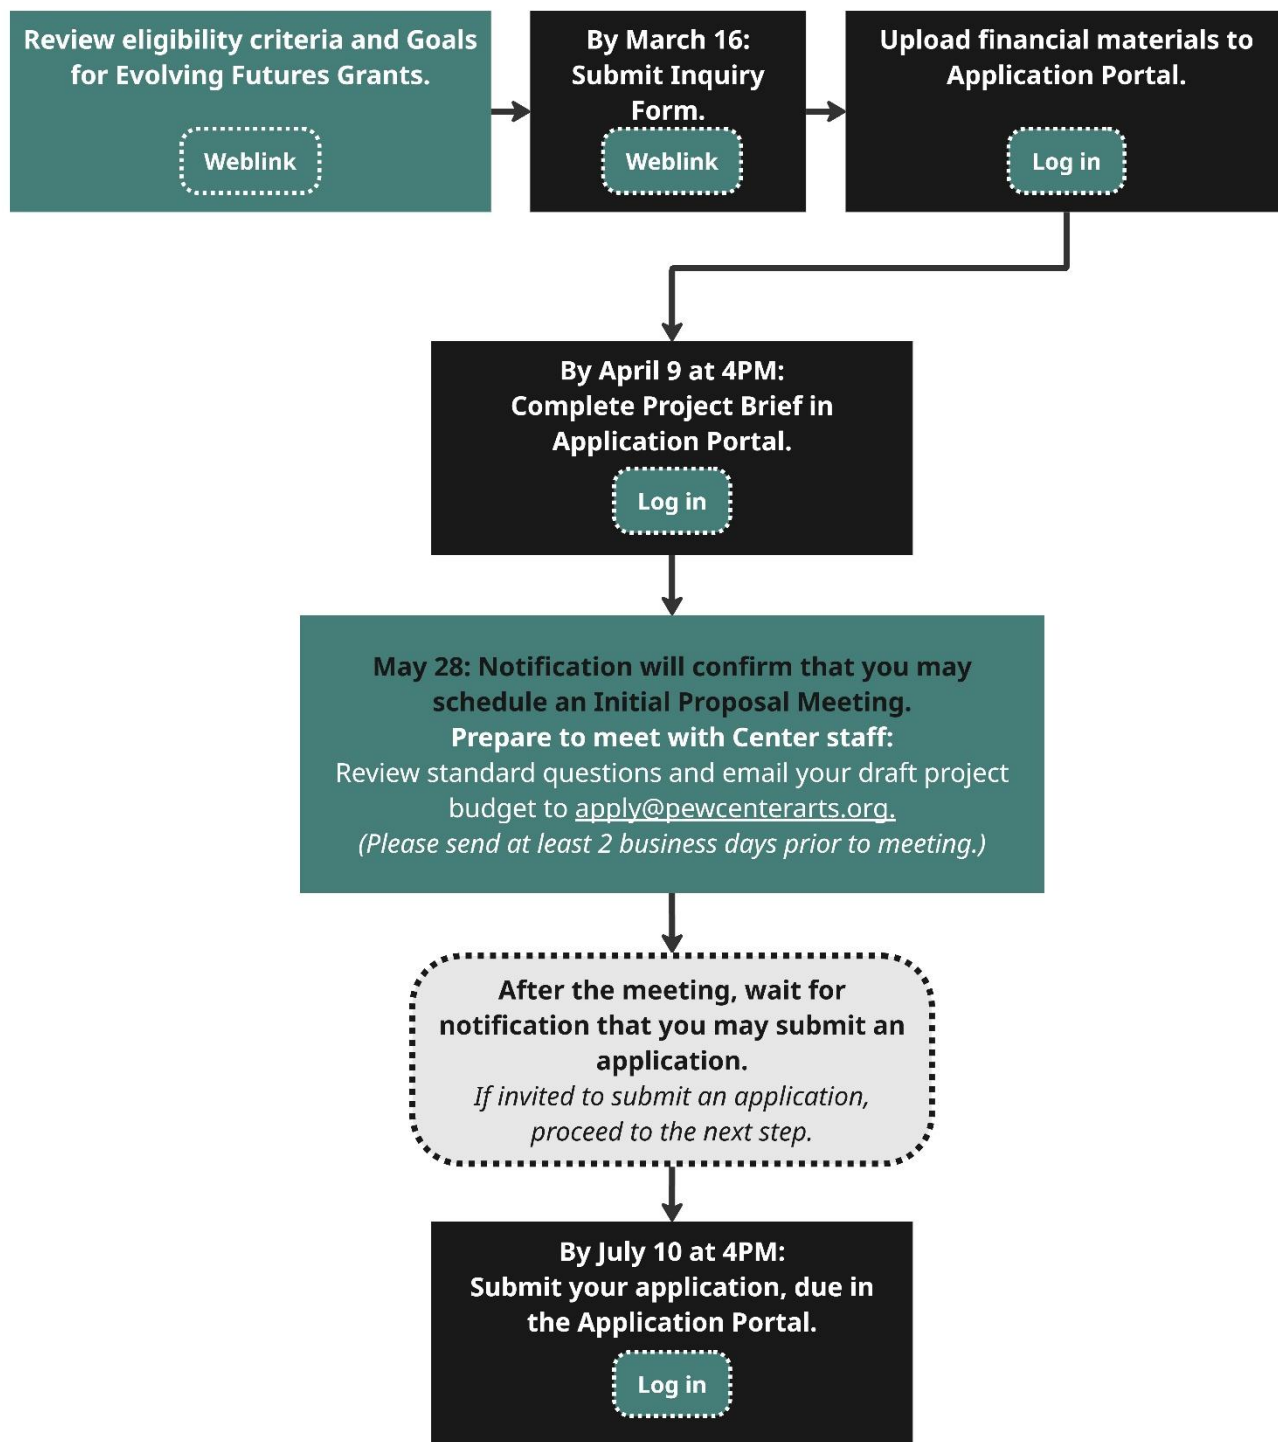 Review eligibility criteria and Goals
for Evolving Futures Grants.
Weblink
By March 16:
Submit Inquiry
Form.
Weblink
Upload financial materials to
Application Portal.
Log in
By April 9 at 4PM:
Complete Project Brief in
Application Portal.
Log in
May 28: Notification will confirm that you may
schedule an Initial Proposal Meeting.
Prepare to meet with Center staff:
Review standard questions and email your draft project
budget to apply@pewcenterarts.org.
(Please send at least 2 business days prior to meeting.)
After the meeting, wait for
notification that you may submit an
application.
If invited to submit an application,
proceed to the next step.
By July 10 at 4PM:
Submit your application, due in
the Application Portal.
Log in